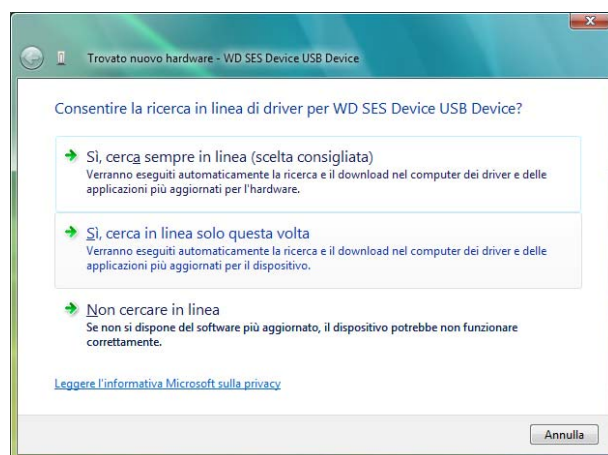 Trovato nuovo hardware - WD SES Device USB Device
Consentire la ricerca in linea di driver per WD SES Device USB Device?
Sì, cerca sempre in linea (scelta consigliata)
Verranno eseguiti automaticamente la ricerca e il download nel computer dei driver e delle
applicazioni più aggiornati per l'hardware.
Sì, cerca in linea solo questa volta
Verranno eseguiti automaticamente la ricerca e il download nel computer dei driver e delle
applicazioni più aggiornati per il dispositivo.
Non cercare in linea
Se non si dispone del software più aggiornato, il dispositivo potrebbe non funzionare
correttamente.
Leggere l'informativa Microsoft sulla privacy
Annulla